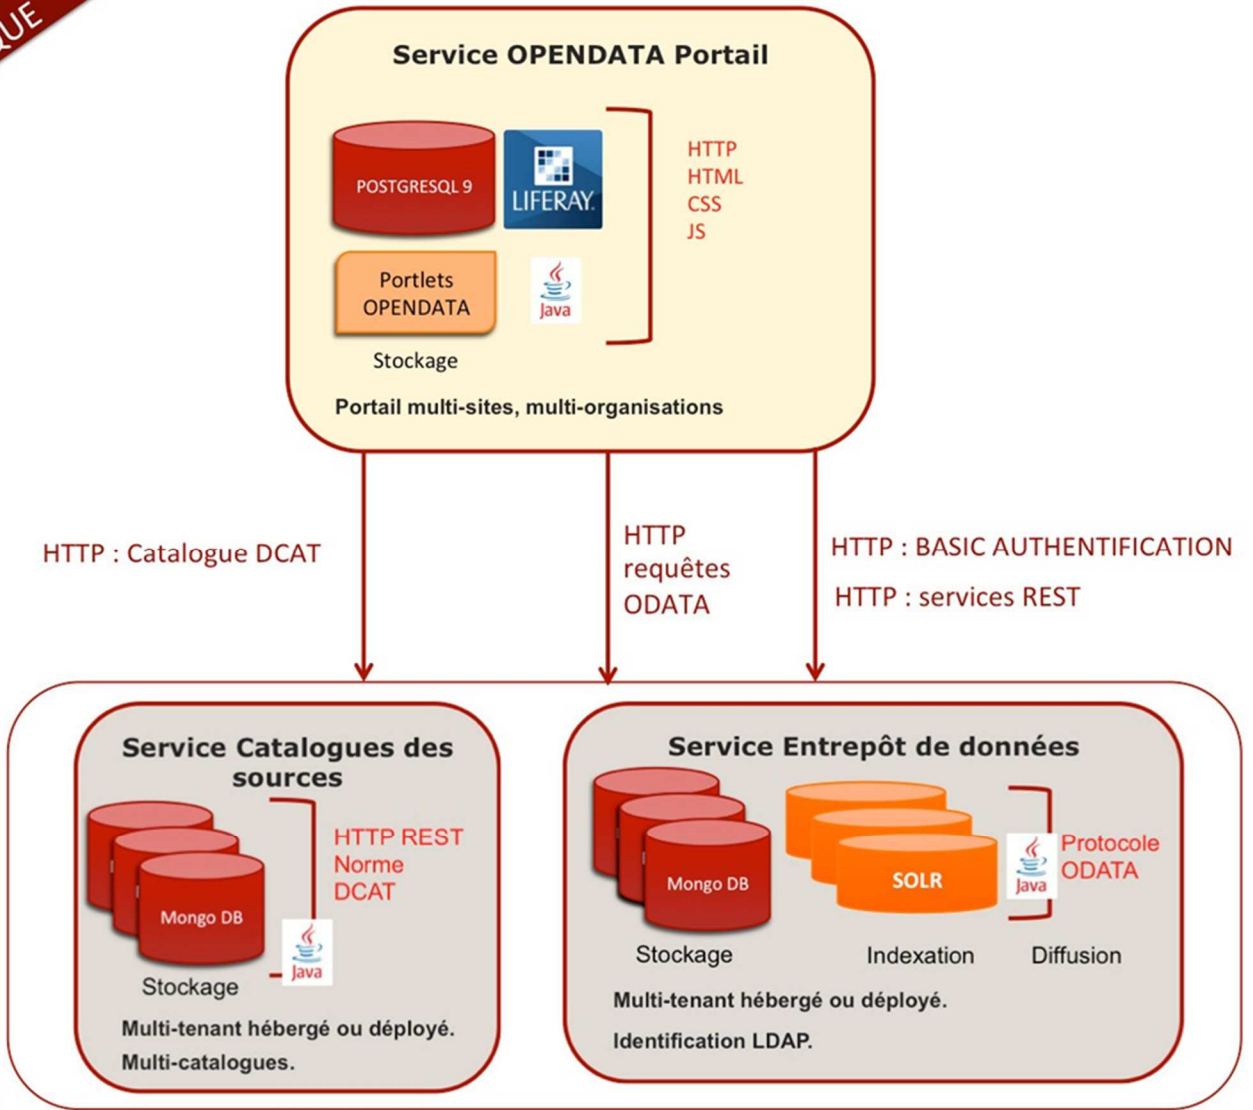 QUE
Service OPENDATA Portail
POSTGRESQL 9
LIFERAY.
HTTP
HTML
CSS
JS
Portlets
OPENDATA
Java
Stockage
Portail multi-sites, multi-organisations
HTTP : Catalogue DCAT
HTTP
requêtes
ODATA
HTTP : BASIC AUTHENTIFICATION
HTTP : services REST
Service Catalogues des
sources
HTTP REST
Norme
DCAT
Mongo DB
Java
Stockage
Multi-tenant hébergé ou déployé.
Multi-catalogues.
Service Entrepôt de données
Mongo DB
SOLR
Java
Protocole
ODATA
Stockage
Indexation
Diffusion
Multi-tenant hébergé ou déployé.
Identification LDAP.